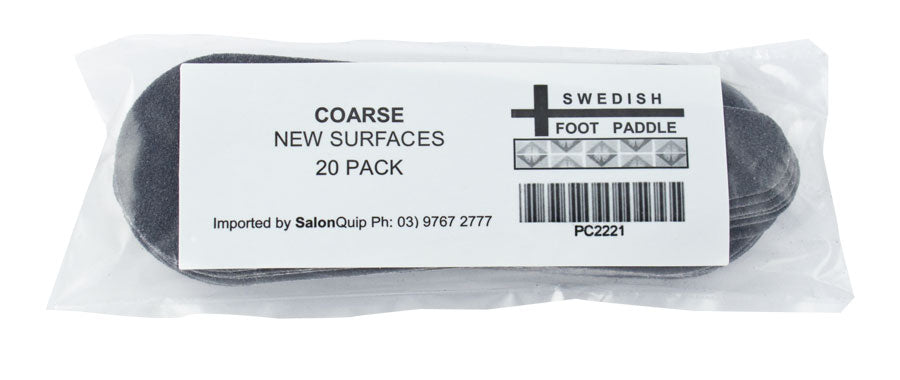 COARSE
NEW SURFACES
20 PACK
Imported by SalonQuip Ph: 03) 9767 2777
SWEDISH
FOOT PADDLE
PC2221